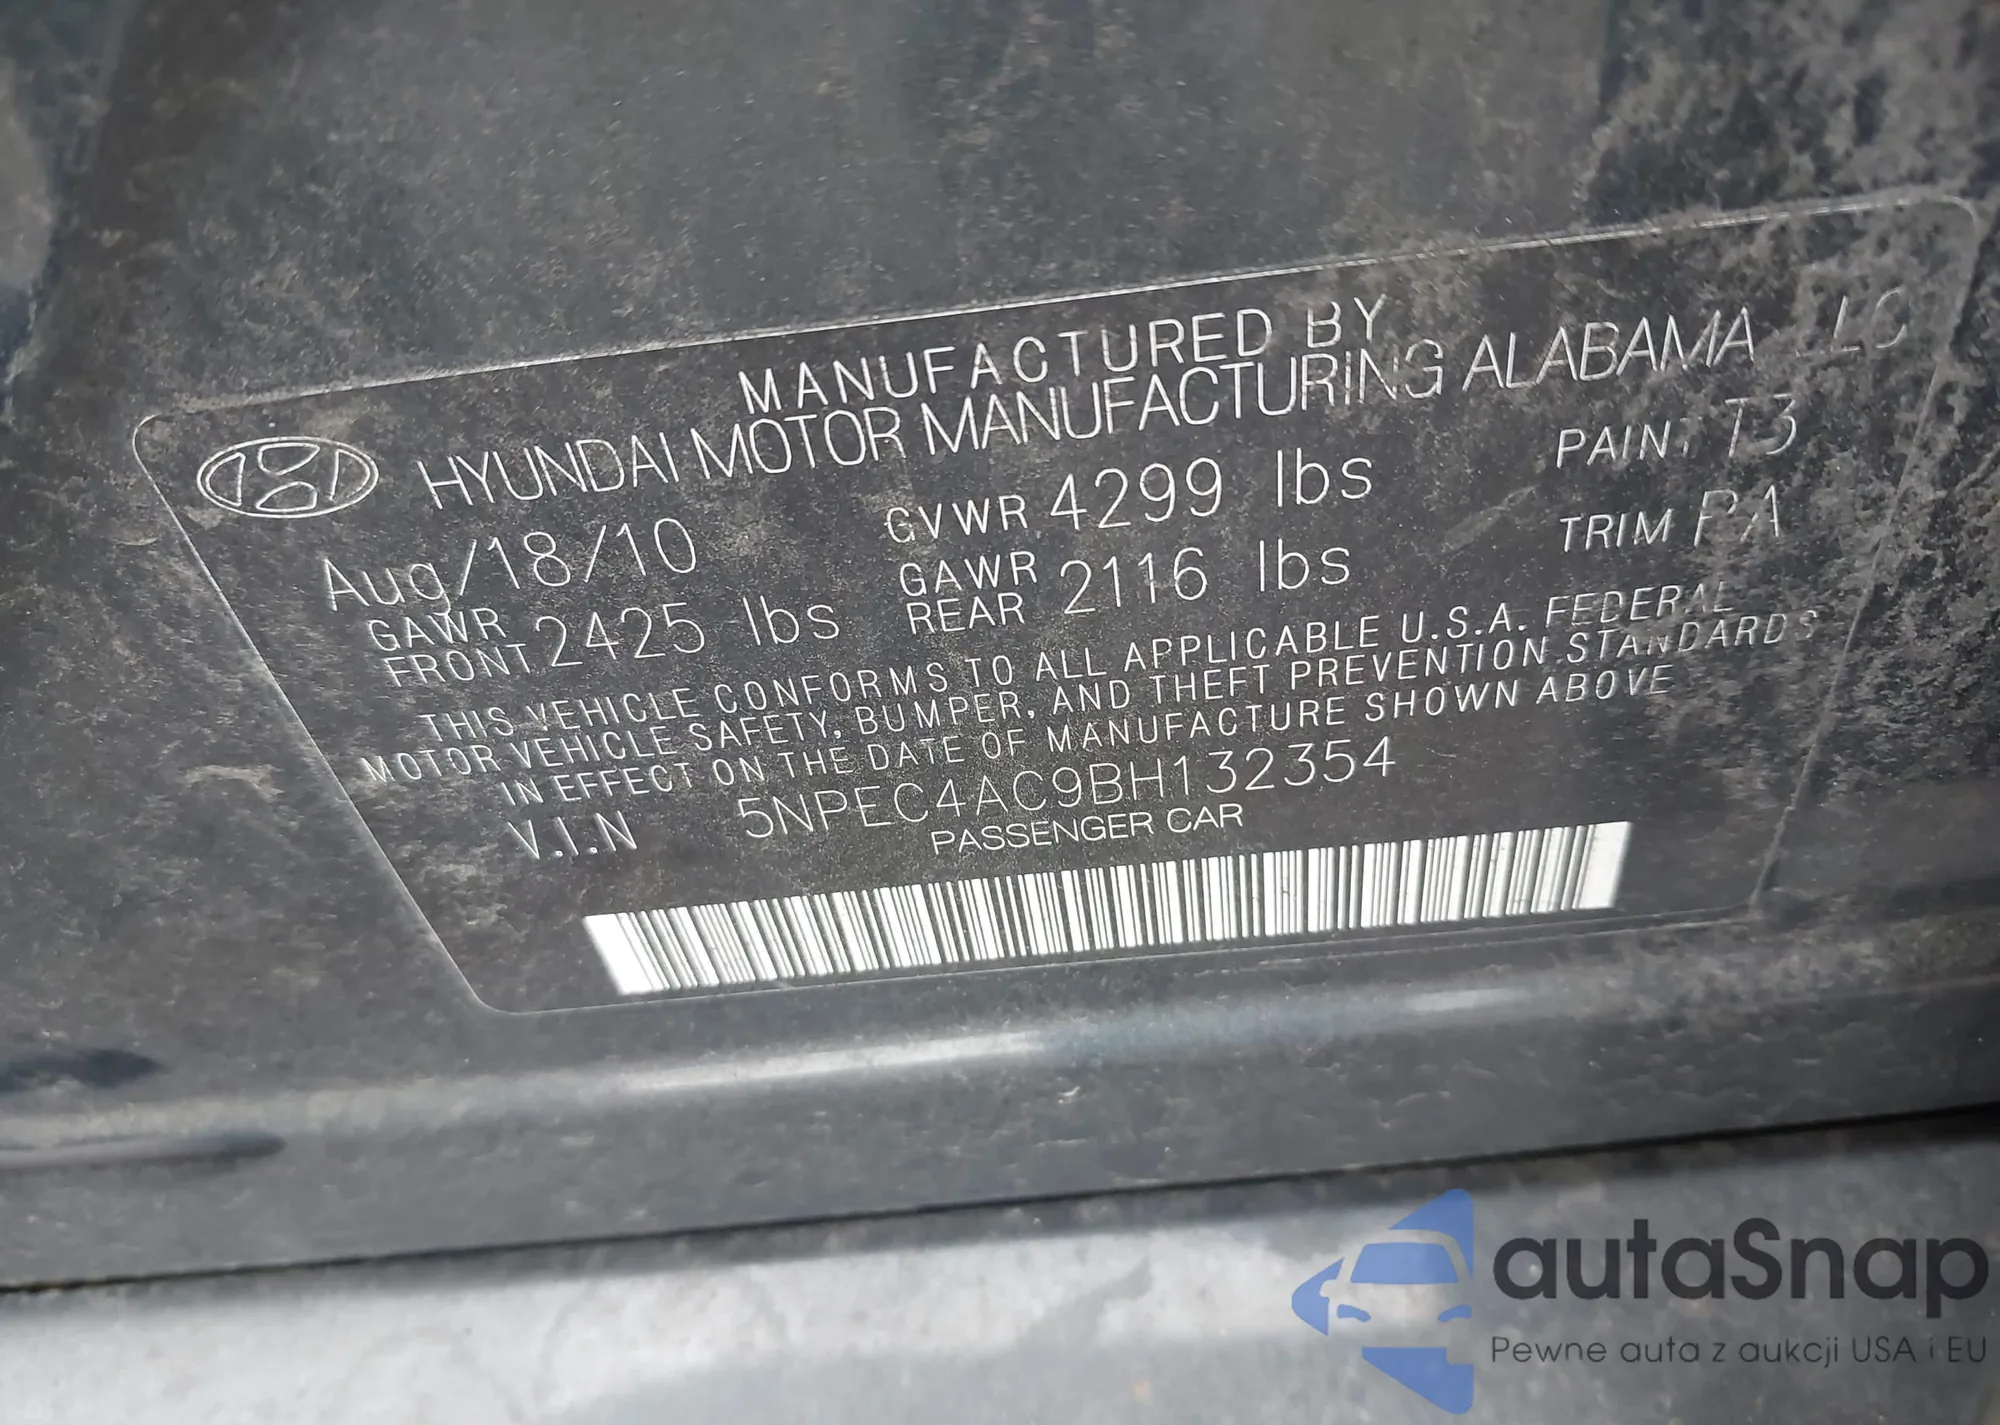 MANUFACTURED BY
HYUNDAI MOTOR MANUFACTURING ALABAMA LLC
Aug/18/10 GVWR 4299 lbs PAINT T3
GAWR FRONT 2425 lbs GAWR REAR 2116 lbs TRIM
THIS VEHICLE CONFORMS TO ALL APPLICABLE U.S.A. FEDERAL
MOTOR VEHICLE SAFETY, BUMPER, AND THEFT PREVENTION STANDARDS
IN EFFECT ON THE DATE OF MANUFACTURE SHOWN ABOVE
V.I.N 5NPEC4AC9BH132354
PASSENGER CAR
autaSnap
Pewne auta z aukcji USA i EU